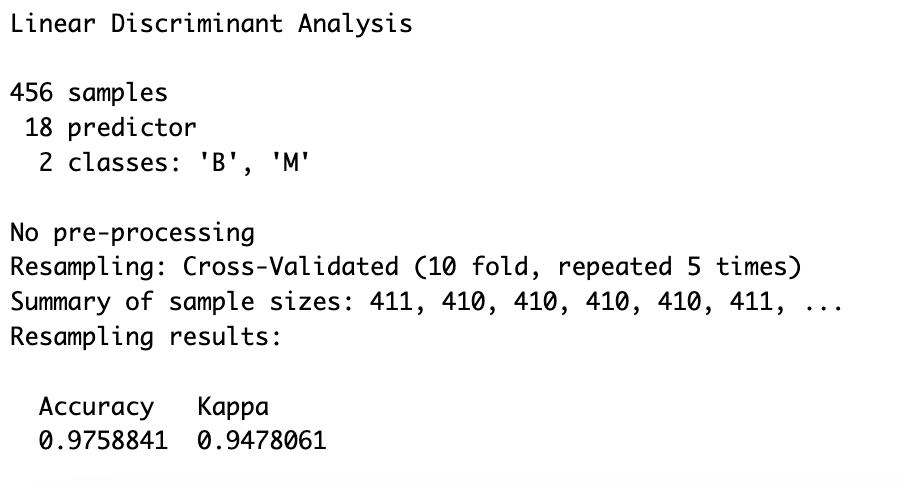 Linear Discriminant Analysis
456 samples
18 predictor
2 classes: 'B', 'M'
No pre-processing
Resampling: Cross-Validated (10 fold, repeated 5 times)
Summary of sample sizes: 411, 410, 410, 410, 410, 411, ...
Resampling results:
Accuracy Kappa
0.9758841 0.9478061